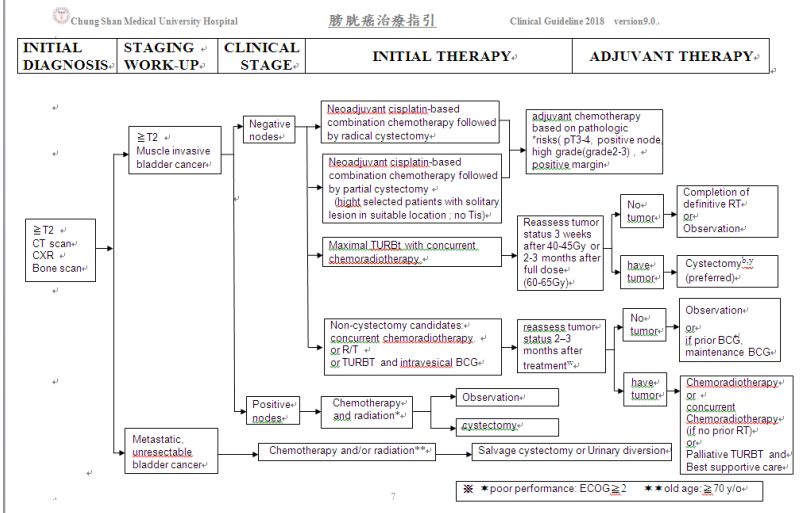 Chung Shan Medical University Hospital
膀胱癌治療指引
Clinical Guideline 2018 version9.0
INITIAL
DIAGNOSIS
STAGING
WORK-UP
CLINICAL
STAGE
INITIAL THERAPY
ADJUVANT THERAPY
≧T2
CT scan
CXR
Bone scan
≧T2
Muscle invasive
bladder cancer
Negative
nodes
Neoadjuvant cisplatin-based
combination chemotherapy followed
by radical cystectomy
Neoadjuvant cisplatin-based
combination chemotherapy followed
by partial cystectomy
(hight selected patients with solitary
lesion in suitable location ; no Tis)
adjuvant chemotherapy
based on pathologic
*risks( pT3-4, positive node,
high grade(grade2-3) ,
positive margin
Maximal TURBt with concurrent
chemoradiotherapy
Reassess tumor
status 3 weeks
after 40-45Gy or
2-3 months after
full dose
(60-65Gy)
No
tumor
Completion of
definitive RT
or
Observation
have
tumor
Cystectomy b,y
(preferred)
Non-cystectomy candidates:
concurrent chemoradiotherapy
or R/T
or TURBT and intravesical BCG
reassess tumor
status 2–3
months after
treatment w
No
tumor
Observation
or
if prior BCG,
maintenance BCG
have
tumor
Chemoradiotherapy
or
concurrent
Chemoradiotherapy
(if no prior RT)
or
Palliative TURBT and
Best supportive care
Positive
nodes
Chemotherapy
and radiation*
Observation
cystectomy
Metastatic,
unresectable
bladder cancer
Chemotherapy and/or radiation**
Salvage cystectomy or Urinary diversion
※ ✶poor performance: ECOG≧2 ✶✶old age:≧70 y/o
7